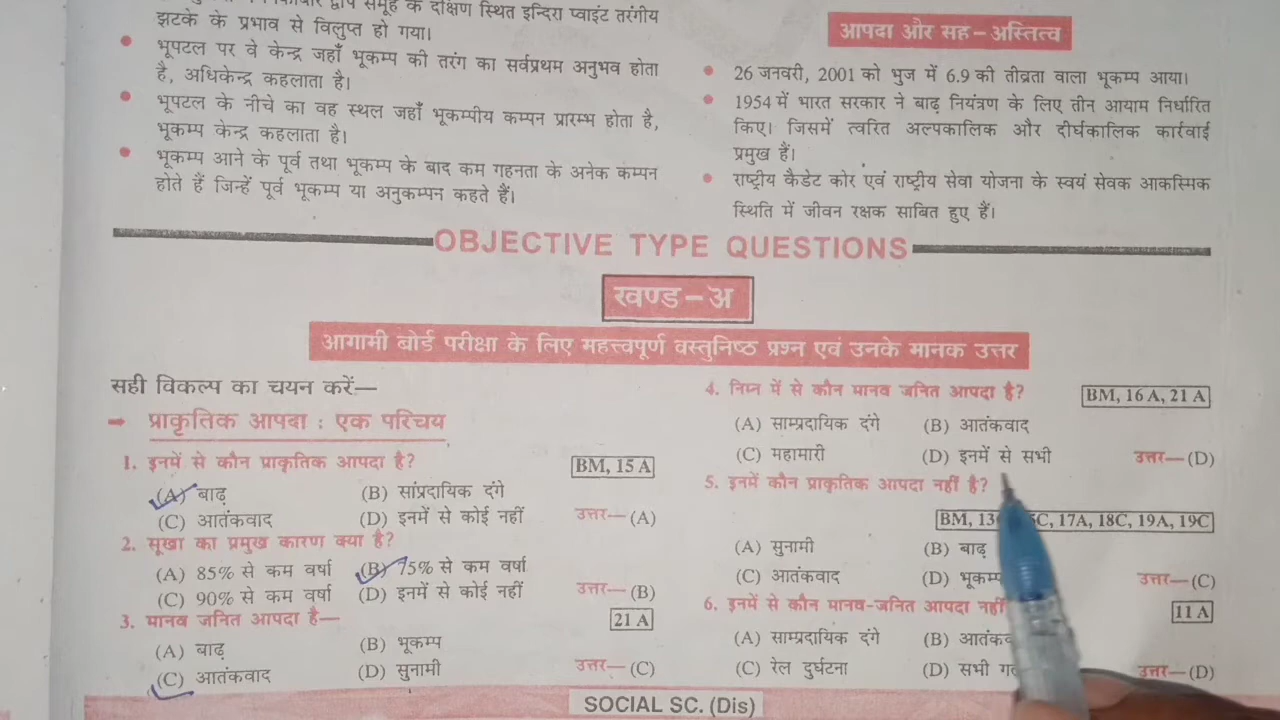 द्वीप समूह के दक्षिण स्थित इन्दिरा प्वाइंट तरंगीय
झटके के प्रभाव से विलुप्त हो गया।
भूपटल पर वे केन्द्र जहाँ भूकम्प की तरंग का सर्वप्रथम अनुभव होता
है, अधिकेन्द्र कहलाता है।
भूपटल के नीचे का वह स्थल जहाँ भूकम्पीय कम्पन प्रारम्भ होता है,
भूकम्प केन्द्र कहलाता है।
भूकम्प आने के पूर्व तथा भूकम्प के बाद कम गहनता के अनेक कम्पन
होते हैं जिन्हें पूर्व भूकम्प या अनुकम्पन कहते हैं।
आपदा और सह-अस्तित्व
26 जनवरी, 2001 को भुज में 6.9 की तीव्रता वाला भूकम्प आया।
1954 में भारत सरकार ने बाढ़ नियंत्रण के लिए तीन आयाम निर्धारित
किए। जिसमें त्वरित अल्पकालिक और दीर्घकालिक कार्रवाई
प्रमुख हैं।
राष्ट्रीय कैडेट कोर एवं राष्ट्रीय सेवा योजना के स्वयं सेवक आकस्मिक
स्थिति में जीवन रक्षक साबित हुए हैं।
OBJECTIVE TYPE QUESTIONS
खण्ड-अ
आगामी बोर्ड परीक्षा के लिए महत्त्वपूर्ण वस्तुनिष्ठ प्रश्न एवं उनके मानक उत्तर
सही विकल्प का चयन करें—
प्राकृतिक आपदा : एक परिचय
1. इनमें से कौन प्राकृतिक आपदा है? BM, 15 A
(A) बाढ़ (B) सांप्रदायिक दंगे
(C) आतंकवाद (D) इनमें से कोई नहीं उत्तर—(A)
2. सूखा का प्रमुख कारण क्या है?
(A) 85% से कम वर्षा (B) 75% से कम वर्षा
(C) 90% से कम वर्षा (D) इनमें से कोई नहीं उत्तर—(B)
3. मानव जनित आपदा है— 21 A
(A) बाढ़ (B) भूकम्प
(C) आतंकवाद (D) सुनामी उत्तर—(C)
4. निम्न में से कौन मानव जनित आपदा है? BM, 16 A, 21 A
(A) साम्प्रदायिक दंगे (B) आतंकवाद
(C) महामारी (D) इनमें से सभी उत्तर—(D)
5. इनमें कौन प्राकृतिक आपदा नहीं है?
BM, 17A, 18C, 19A, 19C
(A) सुनामी (B) बाढ़
(C) आतंकवाद (D) भूकम्प उत्तर—(C)
6. इनमें से कौन मानव-जनित आपदा नहीं 11 A
(A) साम्प्रदायिक दंगे (B)
(C) रेल दुर्घटना (D) सभी उत्तर—(D)
SOCIAL SC. (Dis)